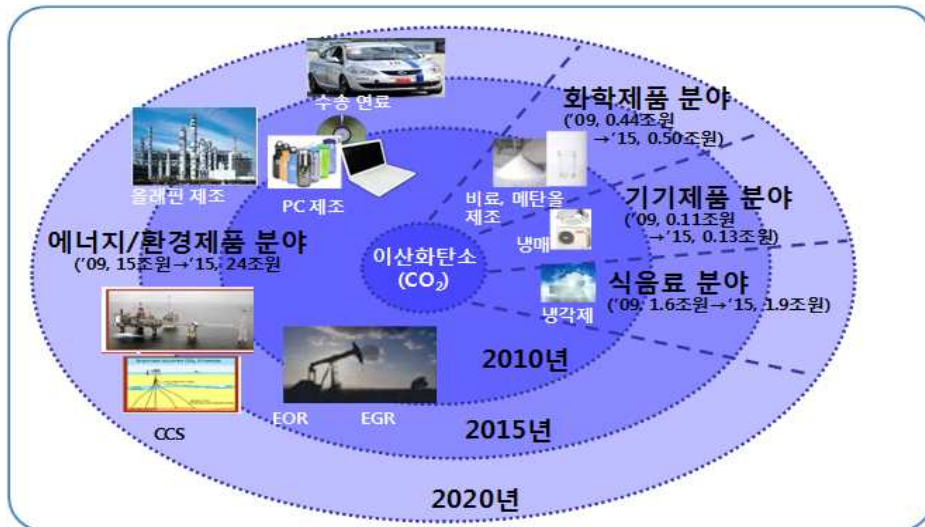 수송 연료
화학제품 분야
('09, 0.44조원
→'15, 0.50조원)
올래핀 제조
PC 제조
비료, 메탄올
제조
기기제품 분야
('09, 0.11조원
→'15, 0.13조원)
냉매
에너지/환경제품 분야
('09, 15조원→'15, 24조원
이산화탄소
(CO₂)
식음료 분야
('09, 1.6조원→'15, 1.9조원)
냉각제
2010년
EOR
EGR
CCS
2015년
2020년